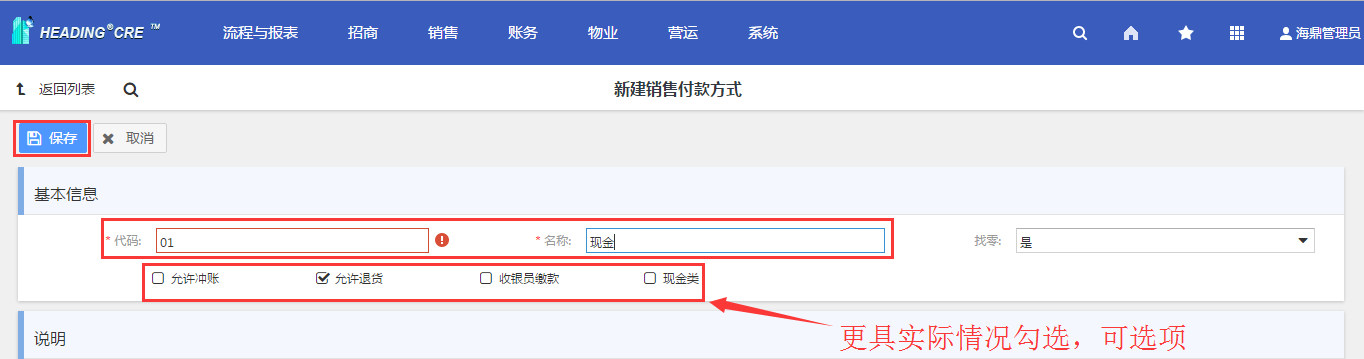 HEADING®CRE ™ 流程与报表 招商 销售 账务 物业 营运 系统 海鼎管理员
返回列表 新建销售付款方式
保存 取消
基本信息
* 代码: 01 * 名称: 现金 找零: 是
允许冲账 允许退货 收银员缴款 现金类
更具实际情况勾选，可选项
说明